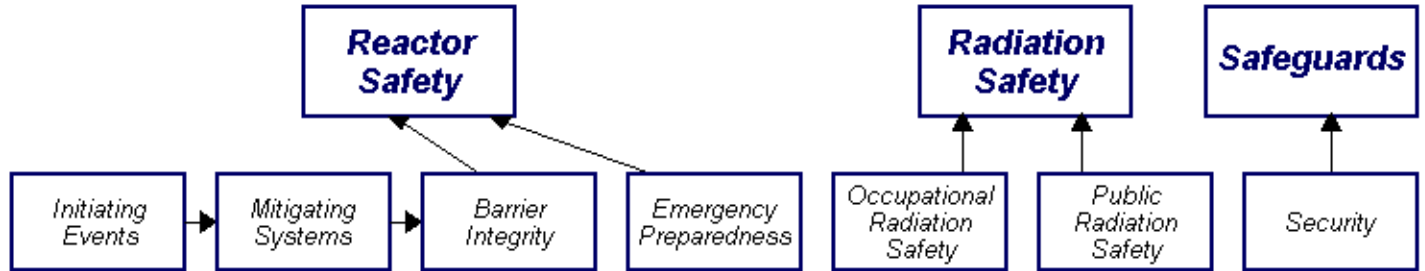 Reactor
Safety
Radiation
Safety
Safeguards
Initiating
Events
Mitigating
Systems
Barrier
Integrity
Emergency
Preparedness
Occupational
Radiation
Safety
Public
Radiation
Safety
Security